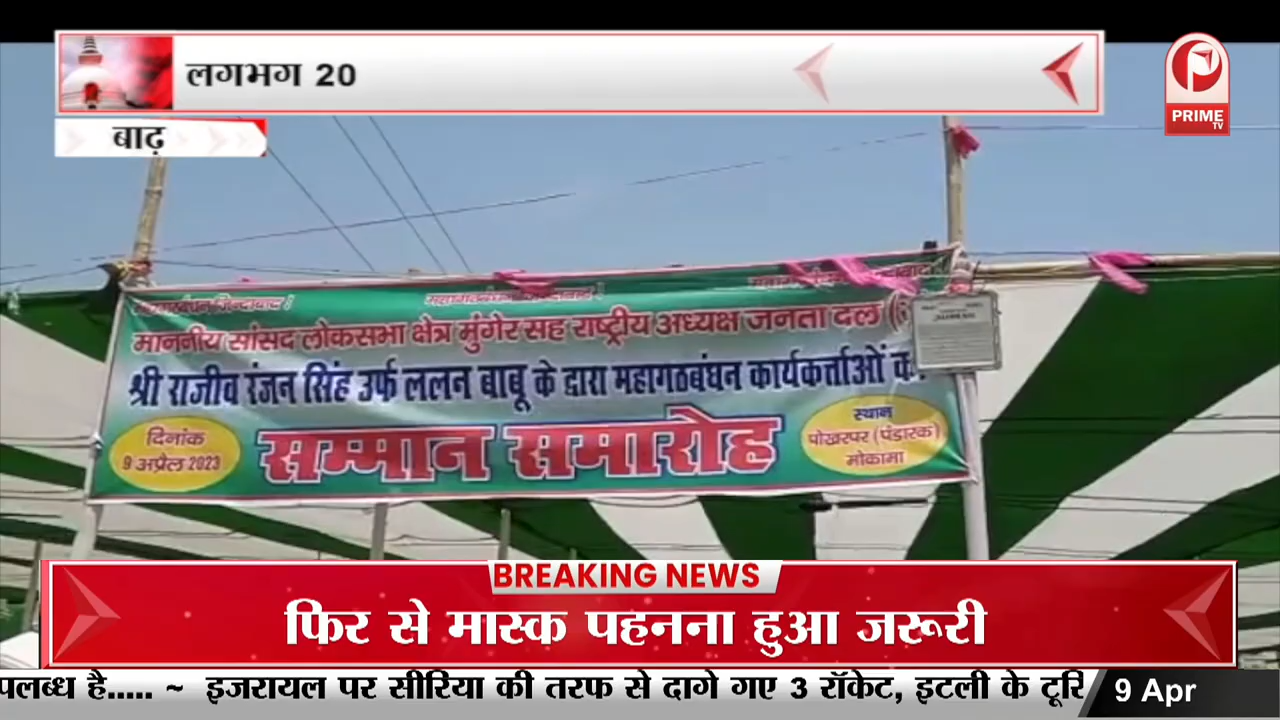 लगभग 20
PRIME
TV
बाढ़
माननीय सांसद लोकसभा क्षेत्र मुंगेर सह राष्ट्रीय अध्यक्ष जनता दल
श्री राजीव रंजन सिंह उर्फ ललन बाबू के द्वारा महागठबंधन कार्यकर्त्ताओं
दिनांक
9 अप्रैल 2023
सम्मान समारोह
स्थान
पोखरपर (पंडारक)
मोकामा
BREAKING NEWS
फिर से मास्क पहनना हुआ जरूरी
पलब्ध है..... ~ इजरायल पर सीरिया की तरफ से दागे गए 3 रॉकेट, इटली के टूरि
9 Apr